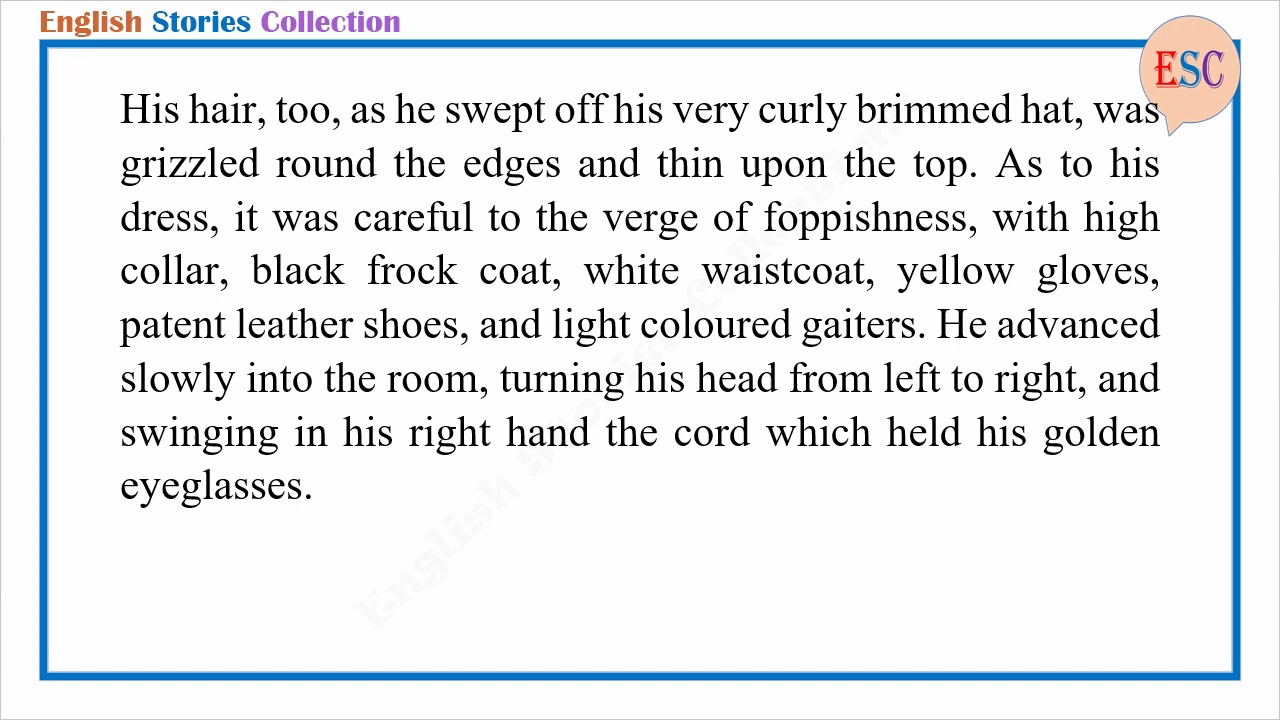 English Stories Collection
ESC
His hair, too, as he swept off his very curly brimmed hat, was
grizzled round the edges and thin upon the top. As to his
dress, it was careful to the verge of foppishness, with high
collar, black frock coat, white waistcoat, yellow gloves,
patent leather shoes, and light coloured gaiters. He advanced
slowly into the room, turning his head from left to right, and
swinging in his right hand the cord which held his golden
eyeglasses.
English Stories Collection